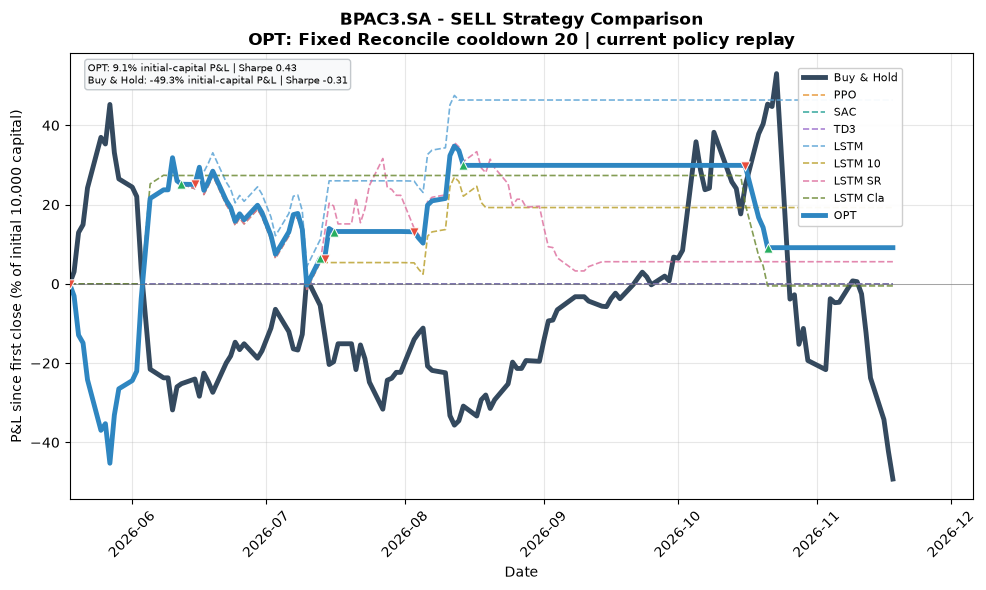 BPAC3.SA - SELL Strategy Comparison
OPT: Fixed Reconcile cooldown 20 | current policy replay
OPT: 9.1% initial-capital P&L | Sharpe 0.43
Buy & Hold: -49.3% initial-capital P&L | Sharpe -0.31
Buy & Hold
PPO
SAC
TD3
LSTM
LSTM 10
LSTM SR
LSTM Cla
OPT
P&L since first close (% of initial 10,000 capital)
40
20
0
−20
−40
2026-06
2026-07
2026-08
2026-09
2026-10
2026-11
2026-12
Date